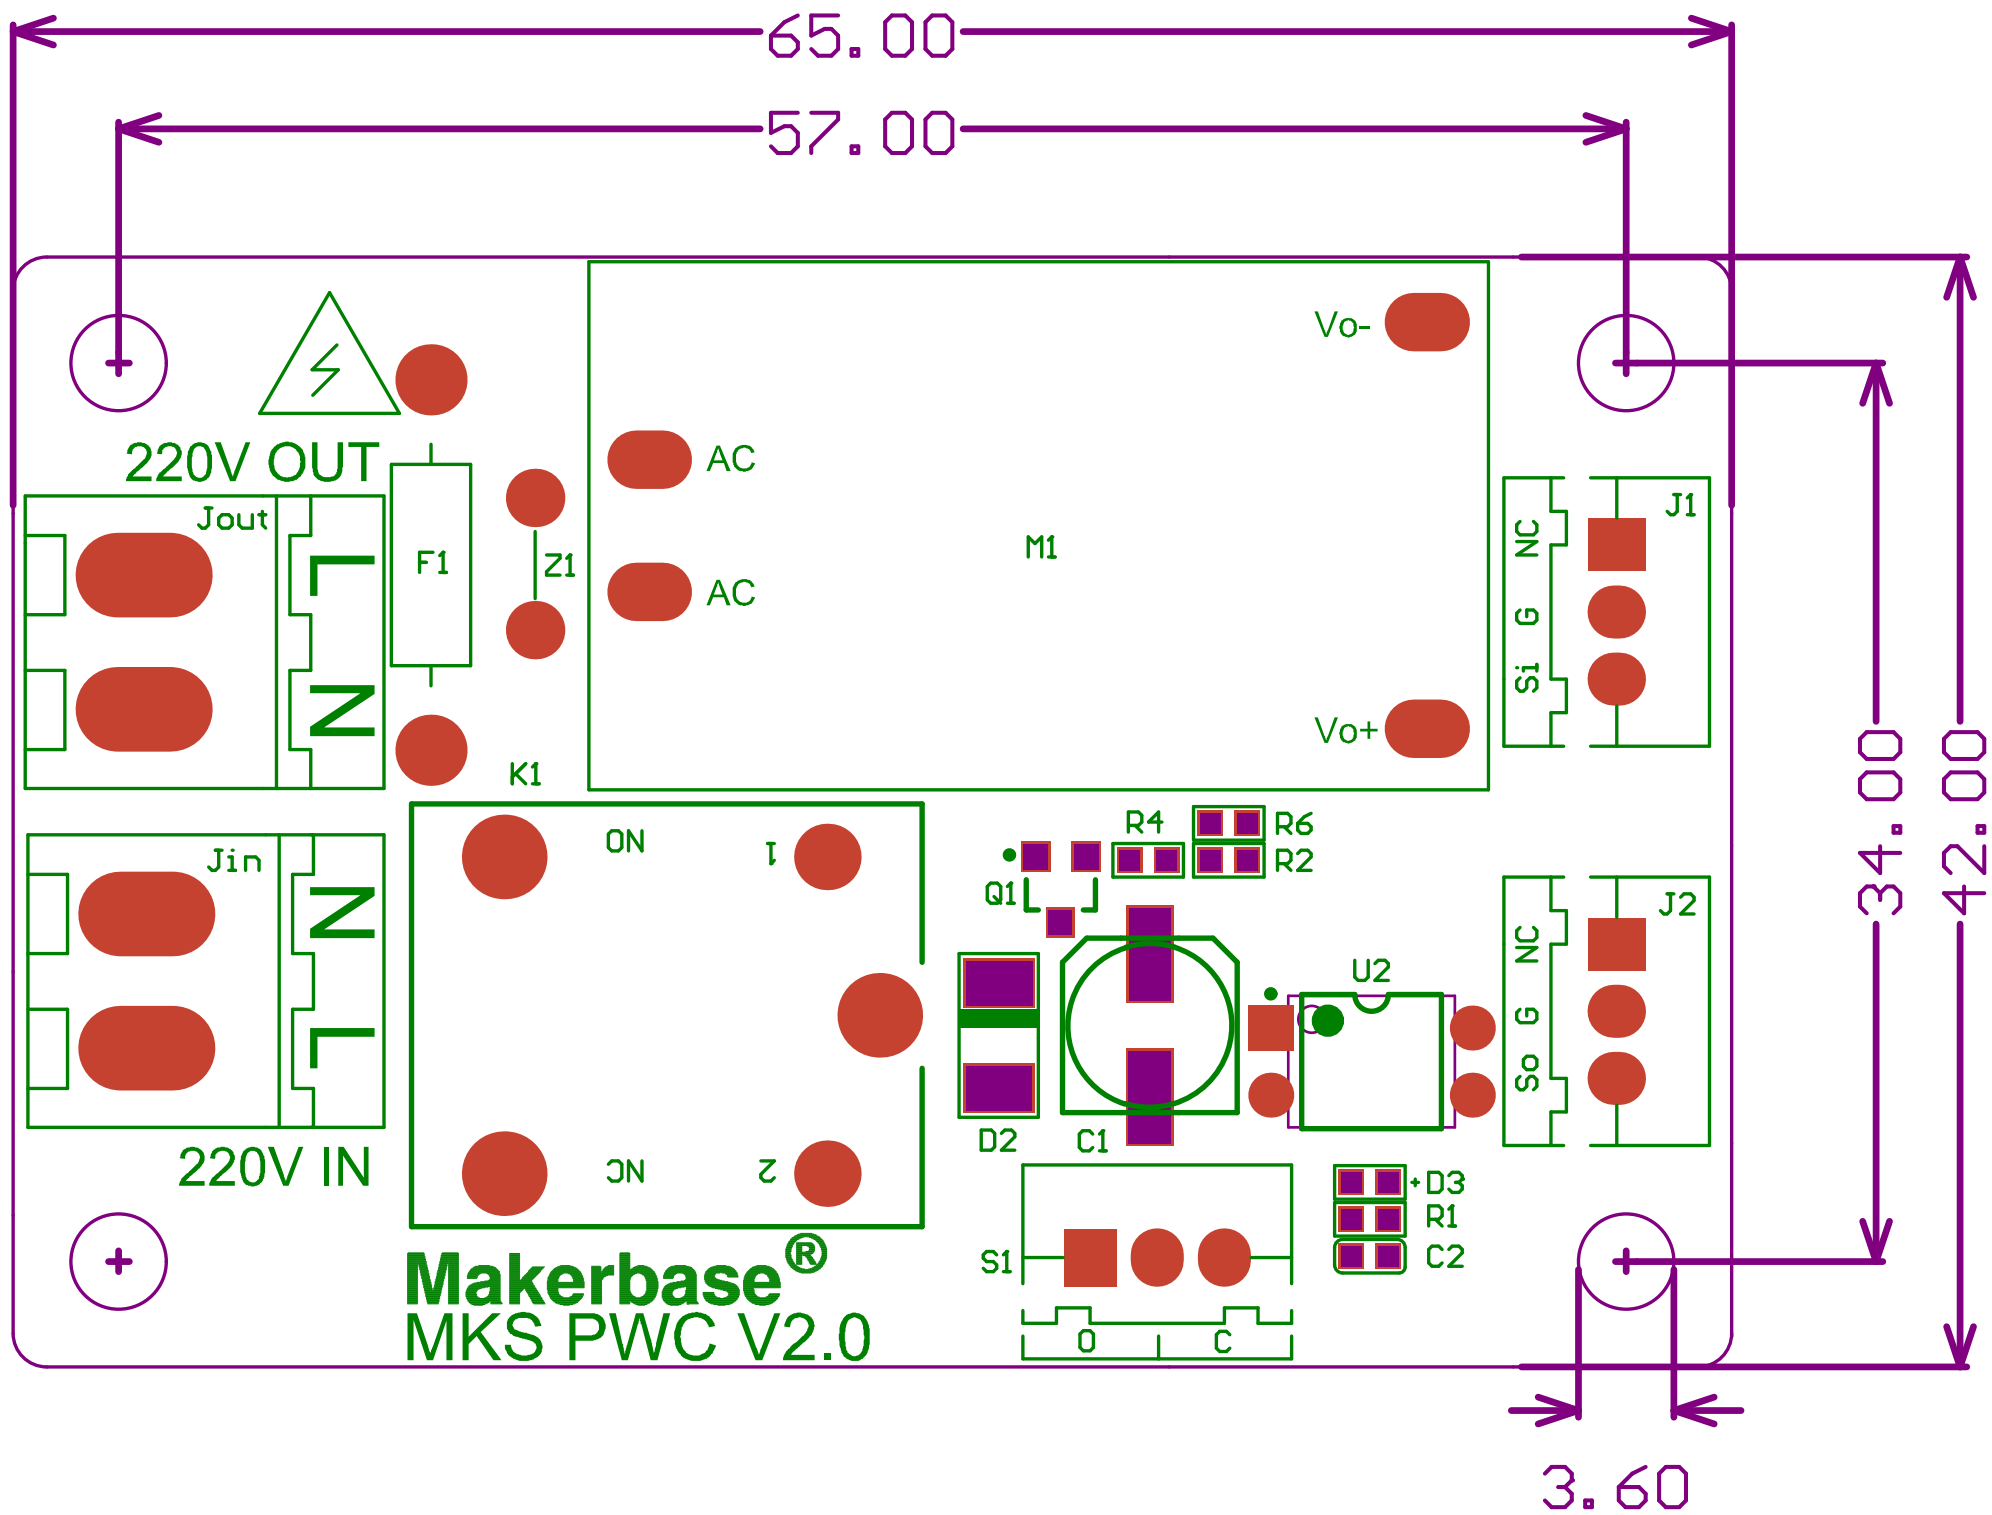 65.00
57.00
Vo-
220V OUT
AC
Jout
J1
NC
L
F1
Z1
M1
AC
G
Si
N
Vo+
K1
34.00
42.00
NO
1
R4
R6
Jin
R2
Q1
N
J2
NC
U2
G
L
So
D2
C1
220V IN
NC
2
+D3
R1
S1
C2
Makerbase®
MKS PWC V2.0
O
C
3.60